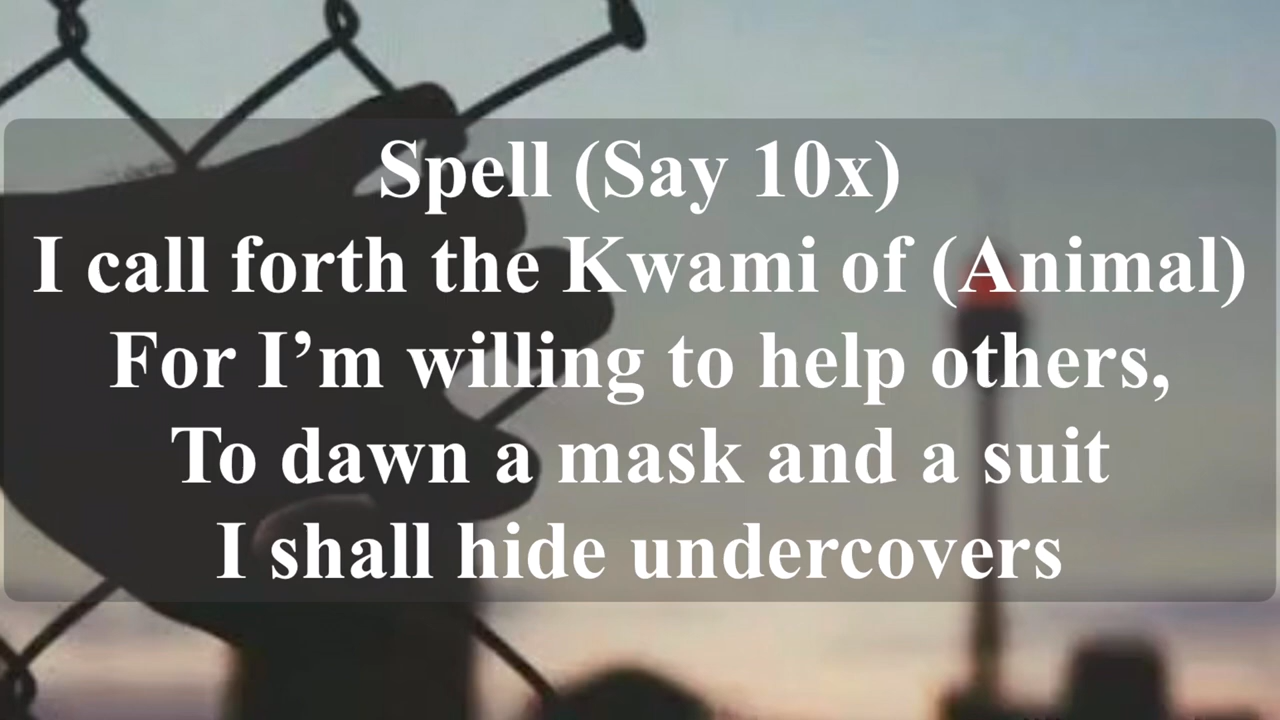 Spell (Say 10x)
I call forth the Kwami of (Animal)
For I’m willing to help others,
To dawn a mask and a suit
I shall hide undercovers